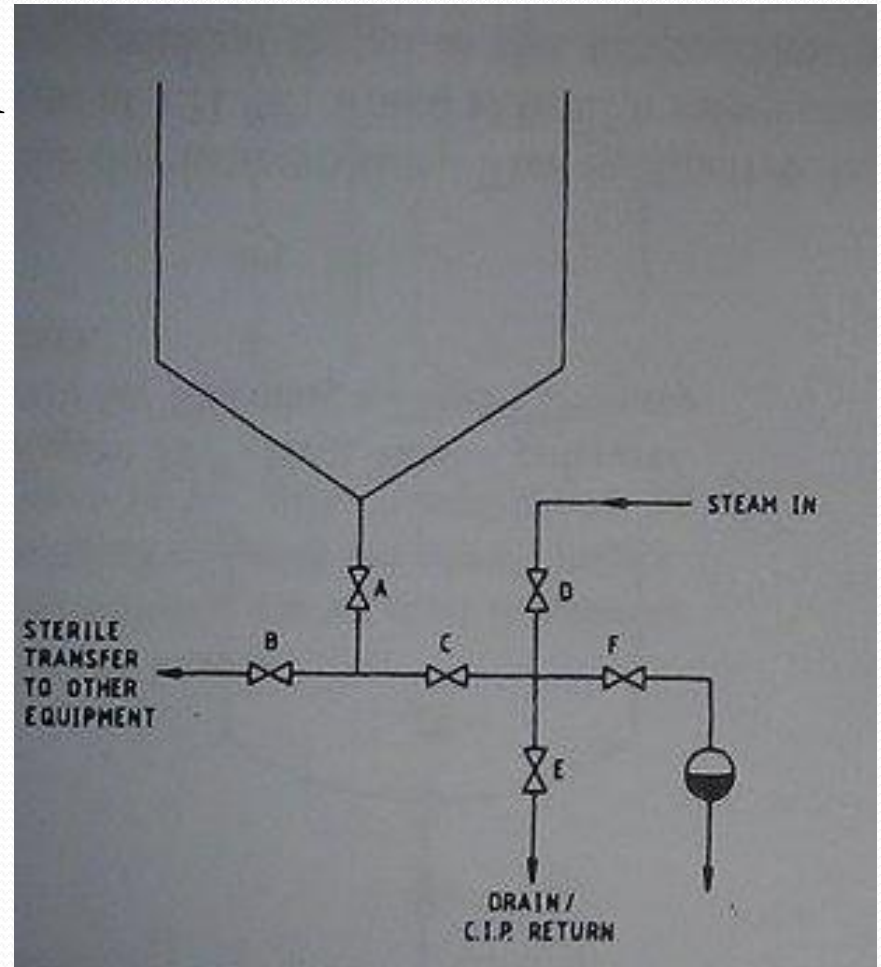 STEAM IN
A
D
STERILE
TRANSFER
TO OTHER
EQUIPMENT
B
C
F
E
DRAIN/
C.I.P. RETURN